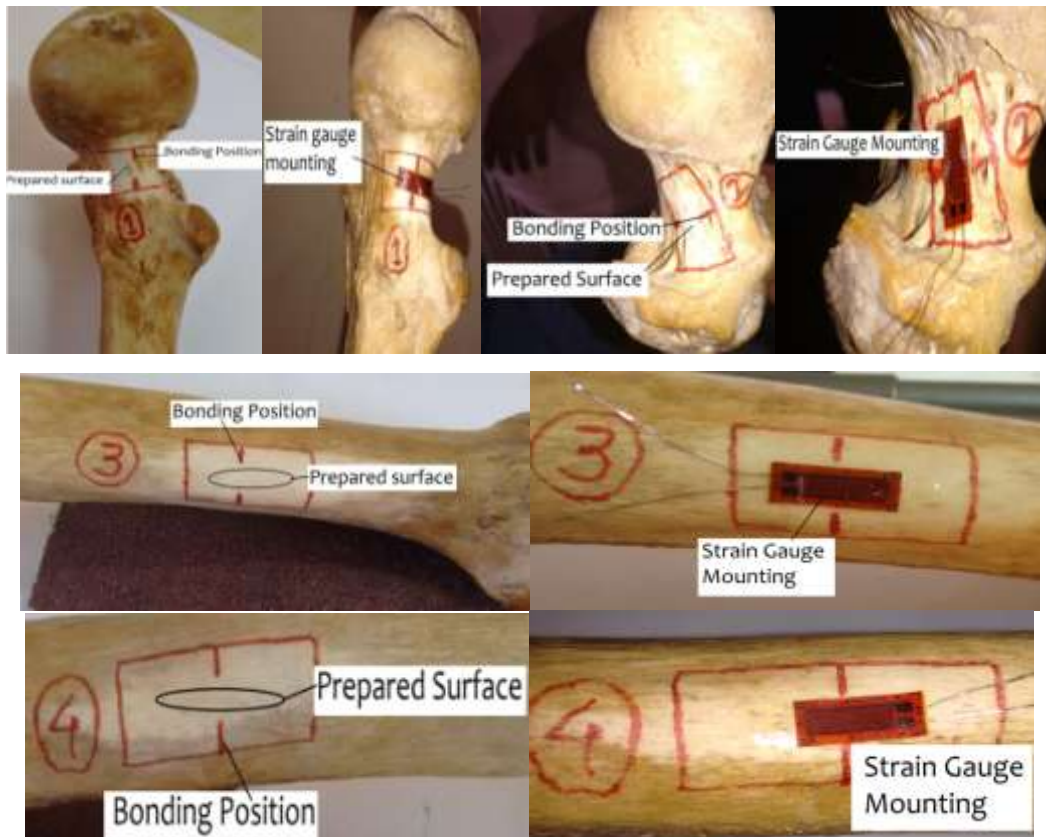 Bonding Position
Prepared surface
1
Strain gauge
mounting
1
2
Bonding Position
Prepared Surface
2
Strain Gauge Mounting
3
Bonding Position
Prepared surface
3
Strain Gauge
Mounting
4
Prepared Surface
Bonding Position
4
Strain Gauge
Mounting